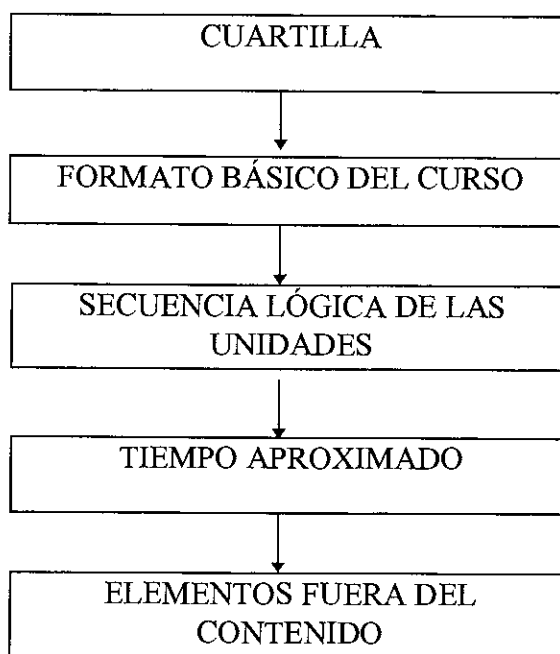 CUARTILLA
FORMATO BÁSICO DEL CURSO
SECUENCIA LÓGICA DE LAS
UNIDADES
TIEMPO APROXIMADO
ELEMENTOS FUERA DEL
CONTENIDO